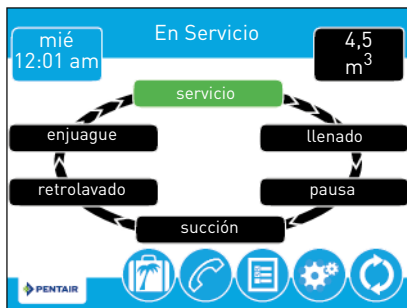 En Servicio
mié
12:01 am
4,5
m³
servicio
enjuague
llenado
retrolavado
pausa
succión
PENTAIR